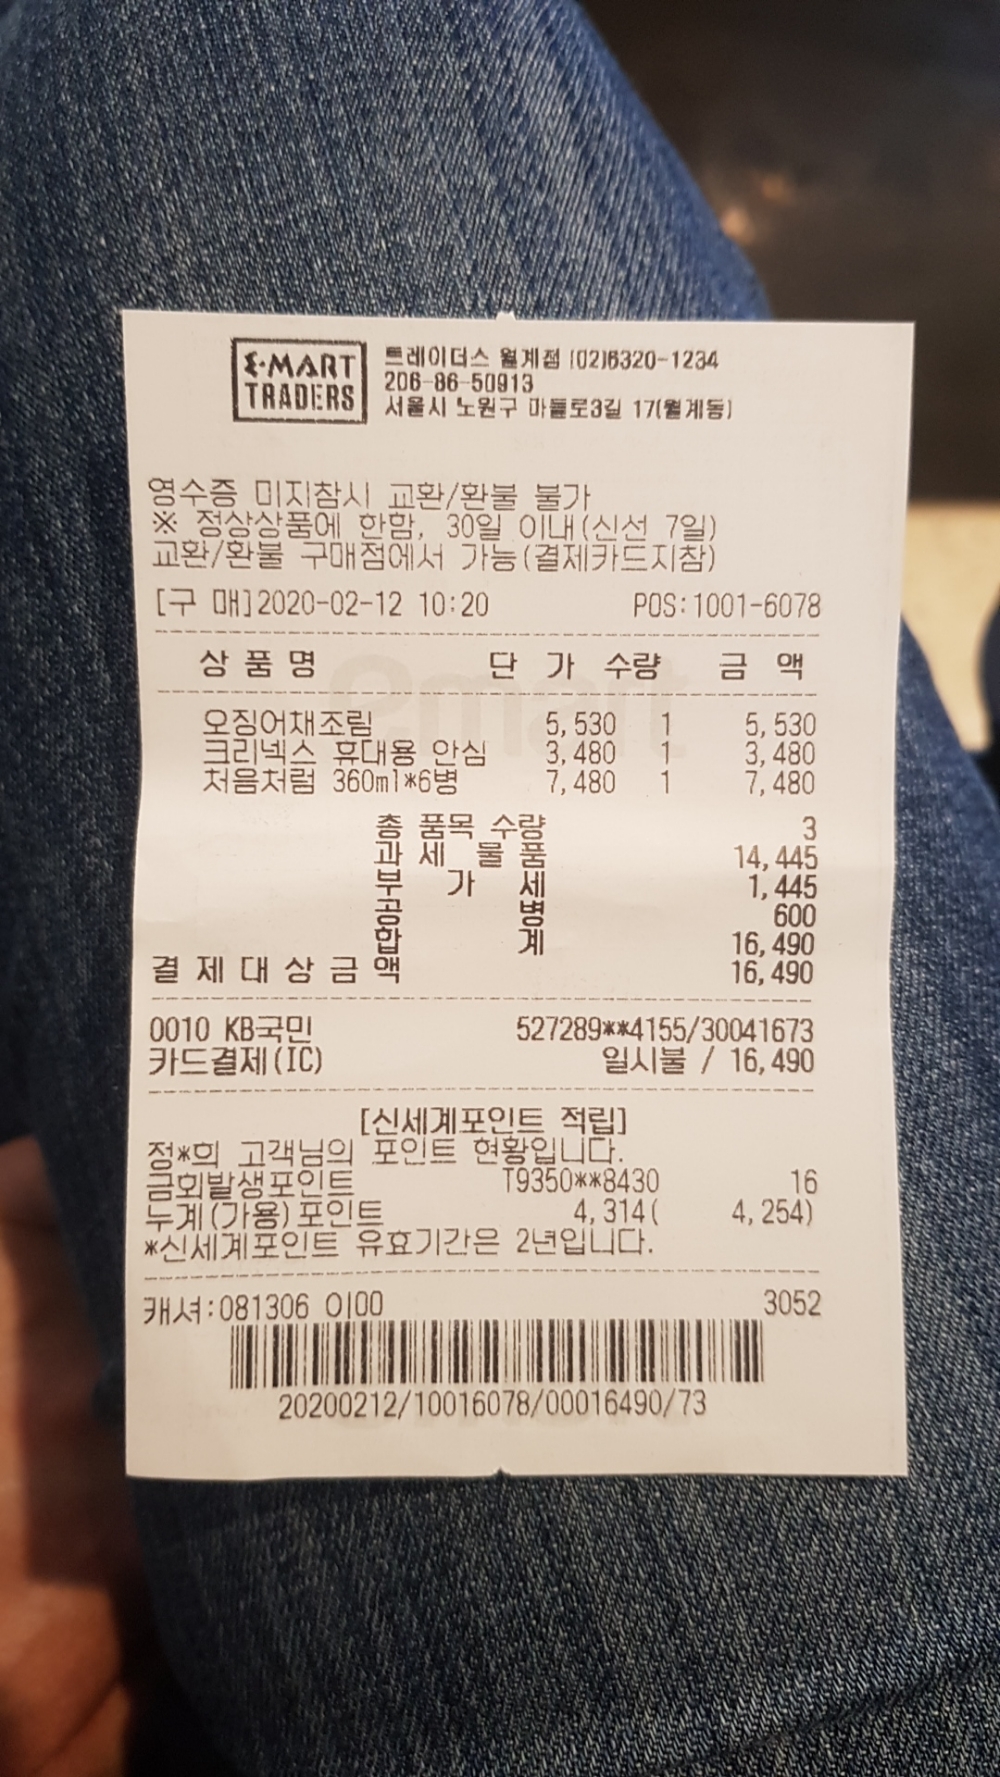 E·MART
TRADERS
트레이더스 월계점 (02)6320-1234
206-86-50913
서울시 노원구 마들로3길 17(월계동)
영수증 미지참시 교환/환불 불가
※ 정상상품에 한함, 30일 이내(신선 7일)
교환/환불 구매점에서 가능(결제카드지참)
[구 매]2020-02-12 10:20 POS:1001-6078
상 품 명 단 가 수량 금 액
오징어채조림 5,530 1 5,530
크리넥스 휴대용 안심 3,480 1 3,480
처음처럼 360ml*6병 7,480 1 7,480
총 품목 수량 3
과 세 물 품 14,445
부 가 세 1,445
공 병 600
합 계 16,490
결 제 대 상 금 액 16,490
0010 KB국민 527289**4155/30041673
카드결제(IC) 일시불 / 16,490
[신세계포인트 적립]
정*희 고객님의 포인트 현황입니다.
금회발생포인트 T9350**8430 16
누계(가용)포인트 4,314( 4,254)
*신세계포인트 유효기간은 2년입니다.
캐셔:081306 이00 3052
20200212/10016078/00016490/73